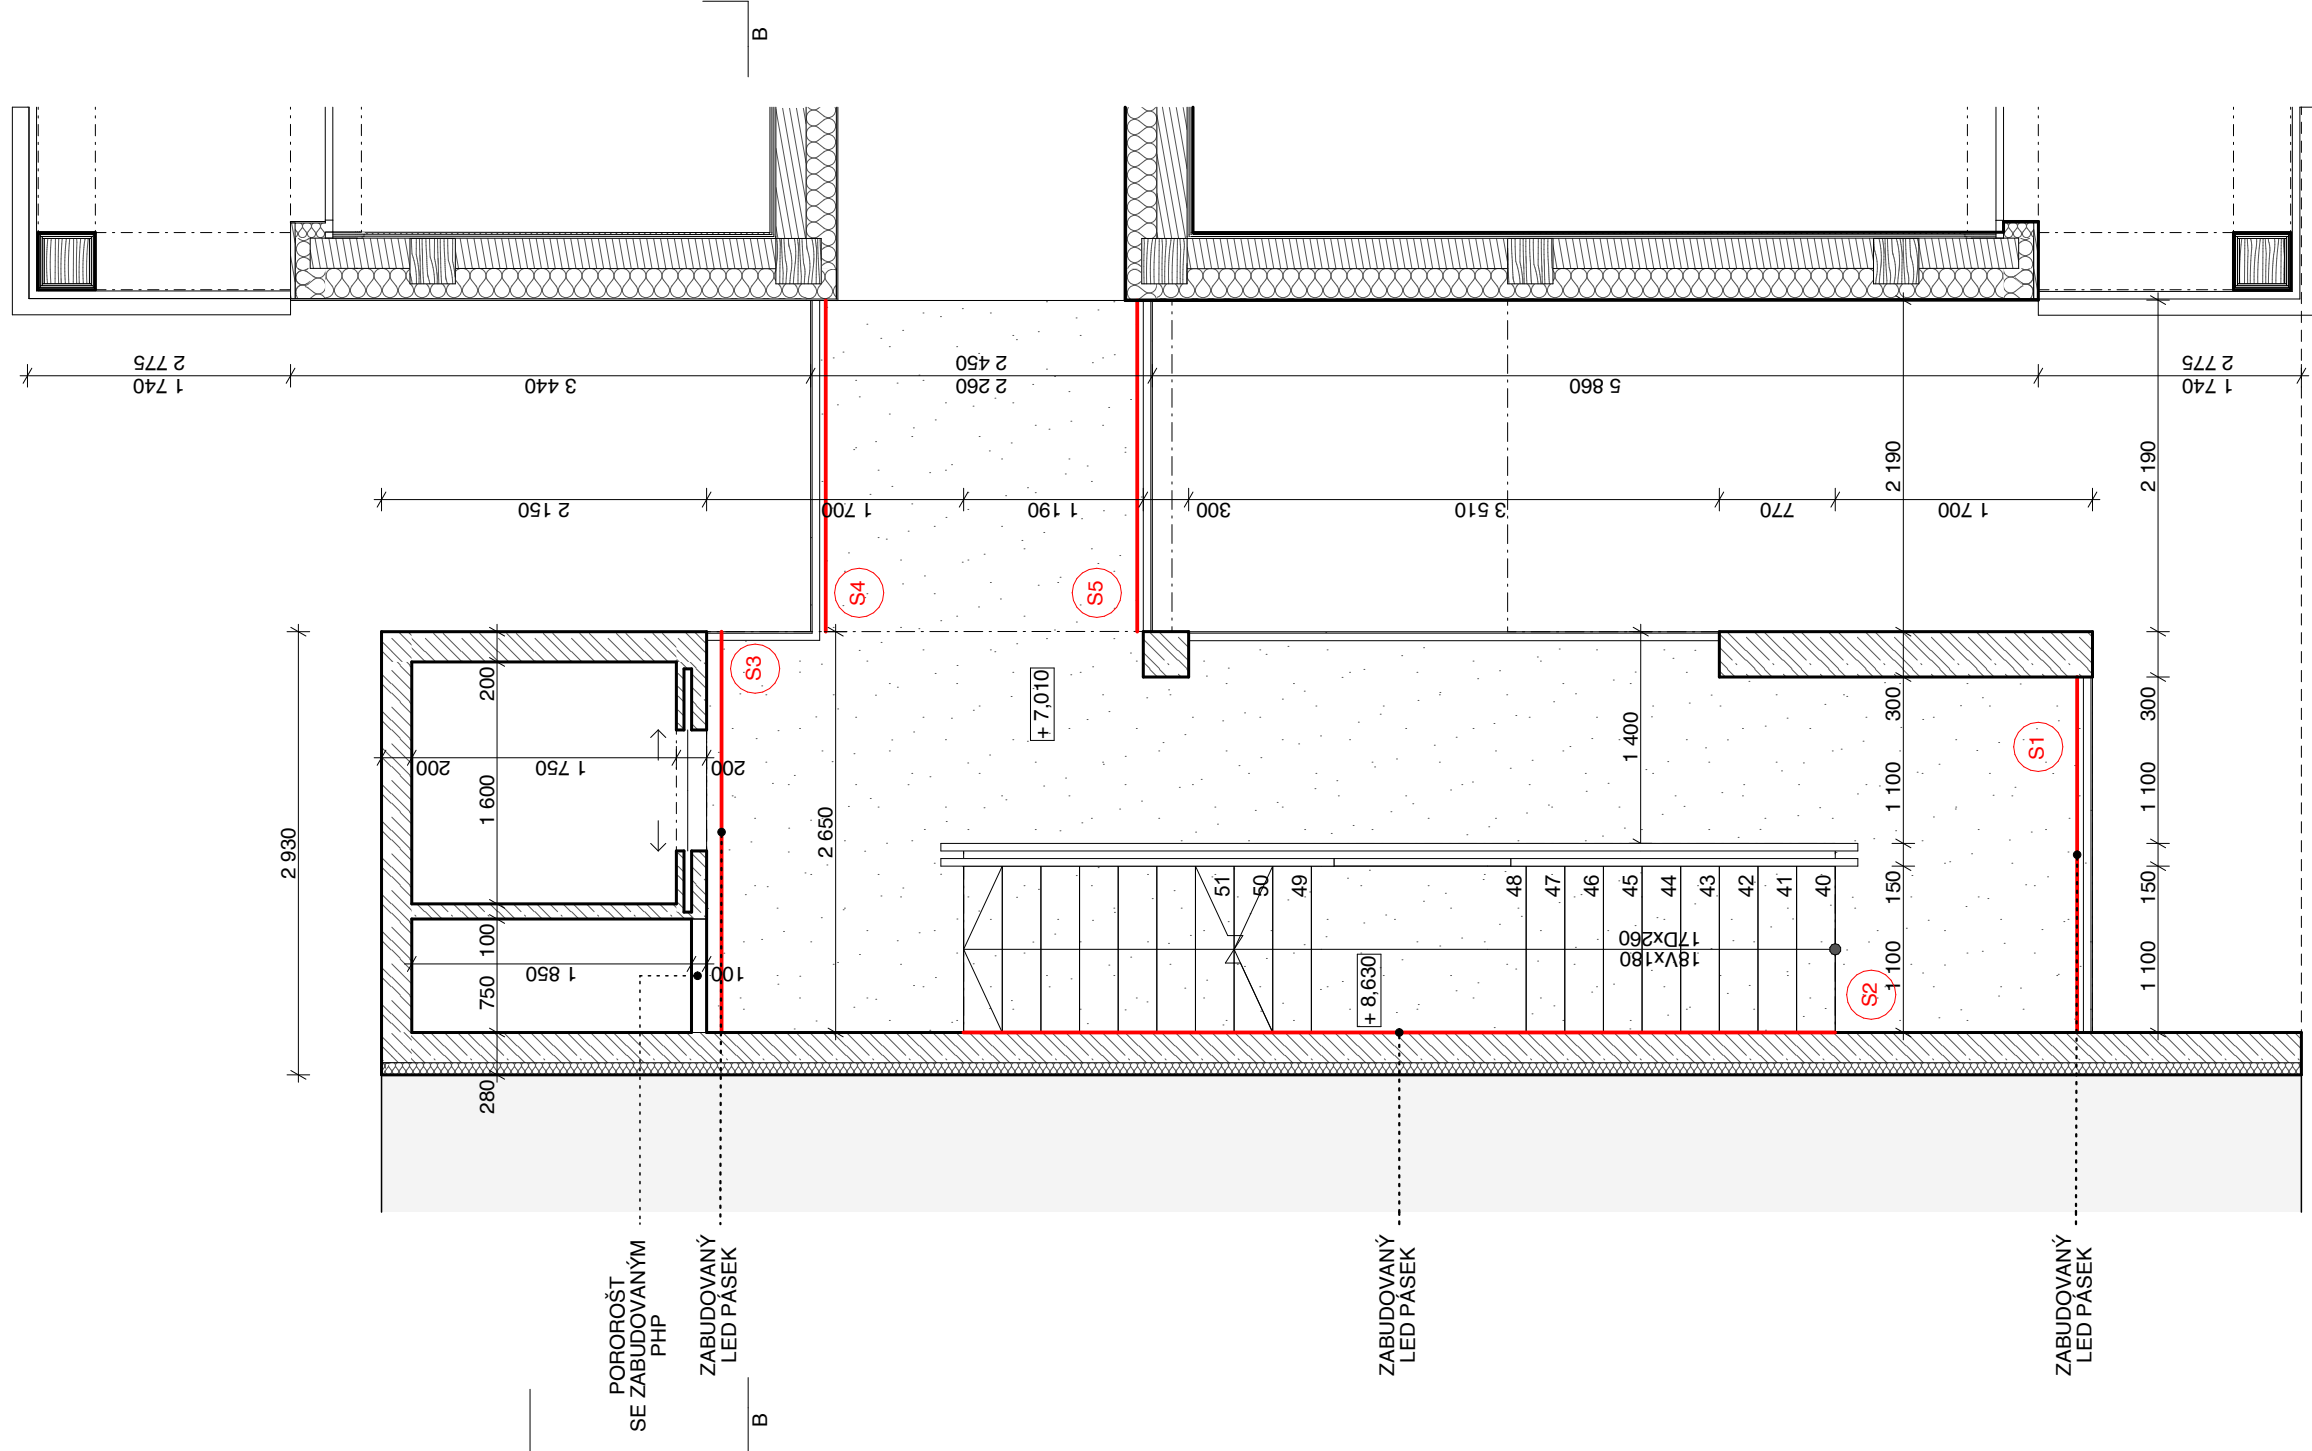 B
2 775
1 740
3 440
2 450
2 260
5 860
2 775
1 740
2 150
1 700
1 190
300
3 510
770
1 700
2 190
2 190
S4
S5
S3
S1
S2
2 930
200
1 600
100
750
280
200
1 750
200
1 850
100
2 650
+ 7,010
1 400
300
1 100
150
1 100
300
1 100
150
1 100
51
50
49
48
47
46
45
44
43
42
41
40
17Dx260
18Vx180
+ 8,630
POROROŠT
SE ZABUDOVANÝM
PHP
ZABUDOVANÝ
LED PÁSEK
ZABUDOVANÝ
LED PÁSEK
ZABUDOVANÝ
LED PÁSEK
B